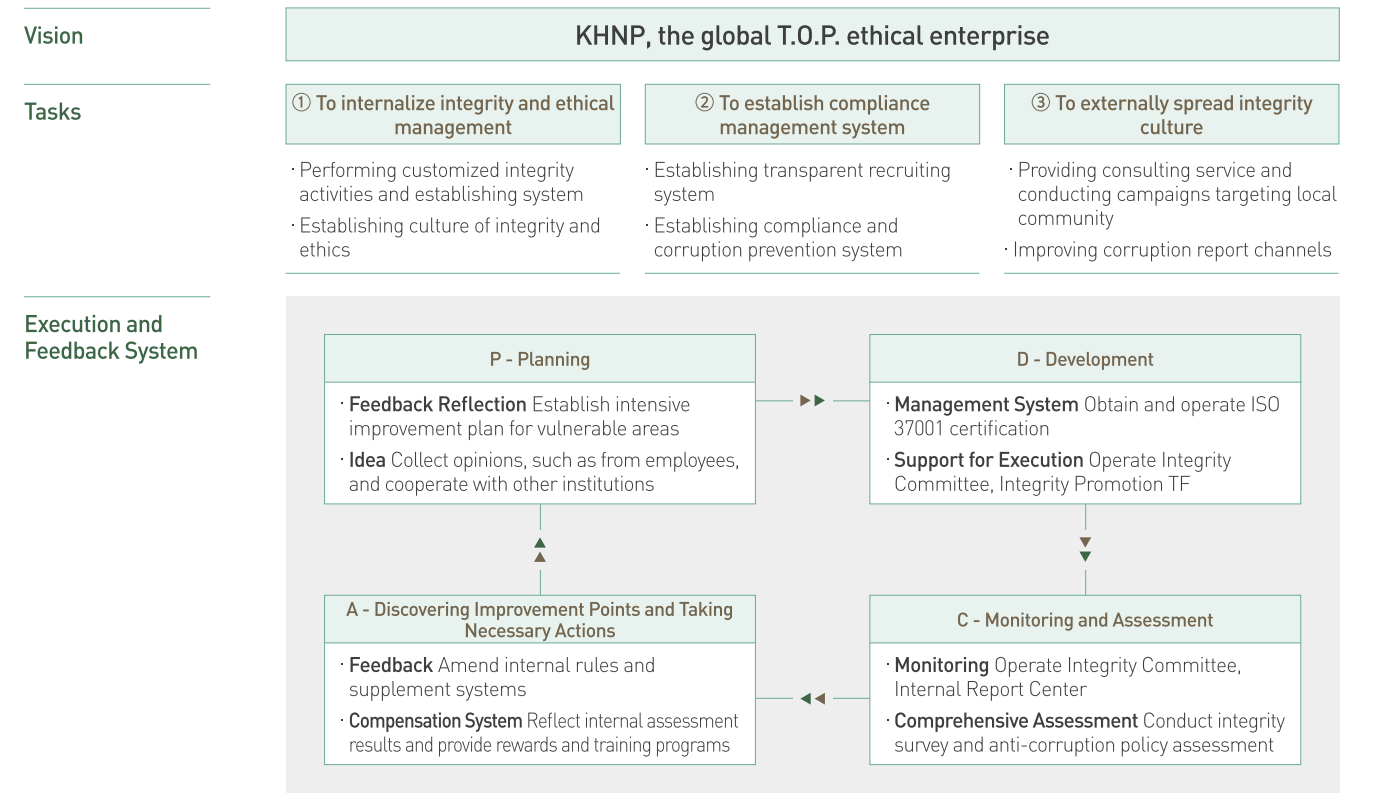 Vision
KHNP, the global T.O.P. ethical enterprise
Tasks
① To internalize integrity and ethical
management
· Performing customized integrity
activities and establishing system
· Establishing culture of integrity and
ethics
② To establish compliance
management system
· Establishing transparent recruiting
system
· Establishing compliance and
corruption prevention system
③ To externally spread integrity
culture
· Providing consulting service and
conducting campaigns targeting local
community
· Improving corruption report channels
Execution and
Feedback System
P - Planning
· Feedback Reflection Establish intensive
improvement plan for vulnerable areas
· Idea Collect opinions, such as from employees,
and cooperate with other institutions
D - Development
· Management System Obtain and operate ISO
37001 certification
· Support for Execution Operate Integrity
Committee, Integrity Promotion TF
A - Discovering Improvement Points and Taking
Necessary Actions
· Feedback Amend internal rules and
supplement systems
· Compensation System Reflect internal assessment
results and provide rewards and training programs
C - Monitoring and Assessment
· Monitoring Operate Integrity Committee,
Internal Report Center
· Comprehensive Assessment Conduct integrity
survey and anti-corruption policy assessment